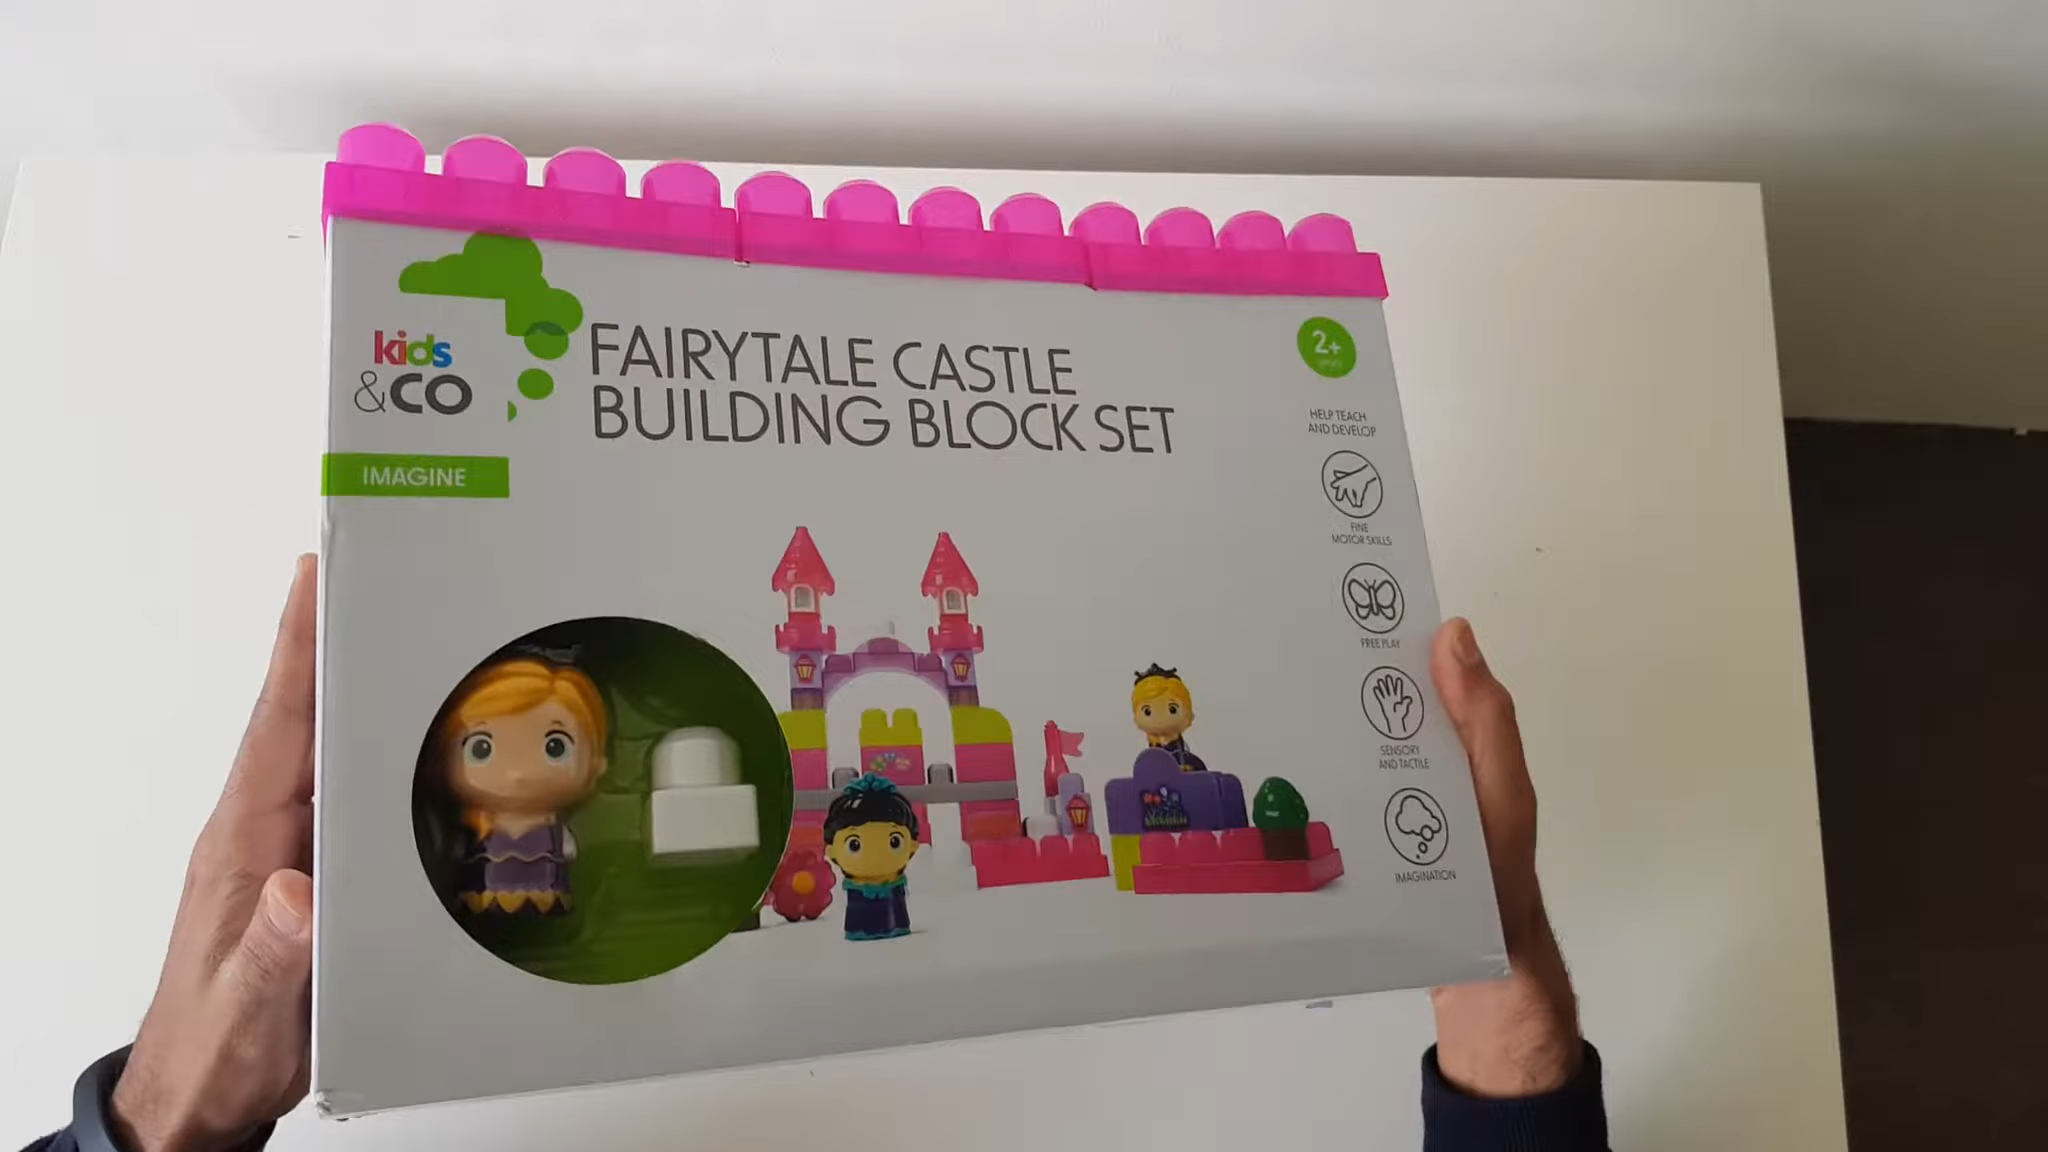 kids
&CO
IMAGINE
FAIRYTALE CASTLE
BUILDING BLOCK SET
2+
HELP TEACH
AND DEVELOP
FINE
MOTOR SKILLS
FREE PLAY
SENSORY
AND TACTILE
IMAGINATION